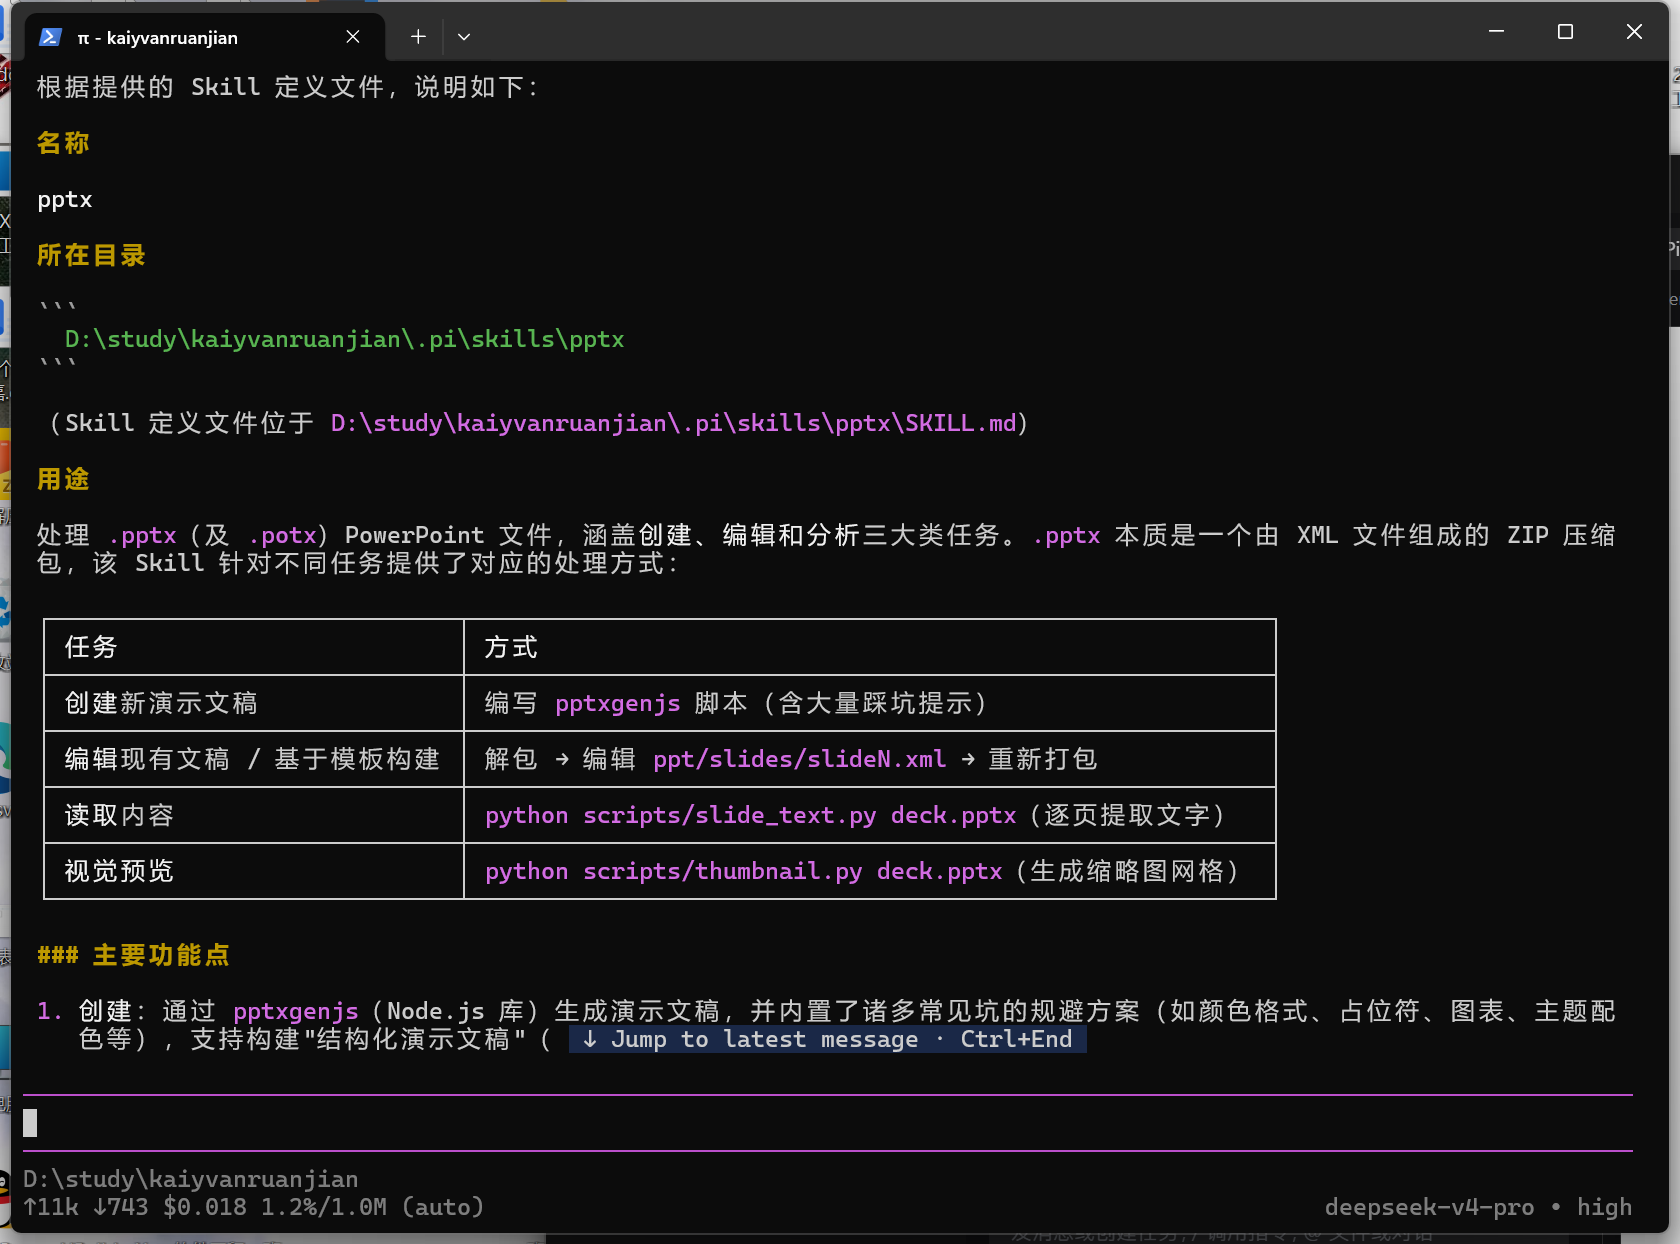 π - kaiyvanruanjian
根据提供的 Skill 定义文件，说明如下：
名称
pptx
所在目录
```
D:\study\kaiyvanruanjian\.pi\skills\pptx
```
（Skill 定义文件位于 D:\study\kaiyvanruanjian\.pi\skills\pptx\SKILL.md）
用途
处理 .pptx（及 .potx）PowerPoint 文件，涵盖创建、编辑和分析三大类任务。.pptx 本质是一个由 XML 文件组成的 ZIP 压缩
包，该 Skill 针对不同任务提供了对应的处理方式：
任务 方式
创建新演示文稿 编写 pptxgenjs 脚本（含大量踩坑提示）
编辑现有文稿 / 基于模板构建 解包 → 编辑 ppt/slides/slideN.xml → 重新打包
读取内容 python scripts/slide_text.py deck.pptx（逐页提取文字）
视觉预览 python scripts/thumbnail.py deck.pptx（生成缩略图网格）
### 主要功能点
1. 创建：通过 pptxgenjs（Node.js 库）生成演示文稿，并内置了诸多常见坑的规避方案（如颜色格式、占位符、图表、主题配
色等），支持构建"结构化演示文稿"（ ↓ Jump to latest message · Ctrl+End
D:\study\kaiyvanruanjian
↑11k ↓743 $0.018 1.2%/1.0M (auto) deepseek-v4-pro • high